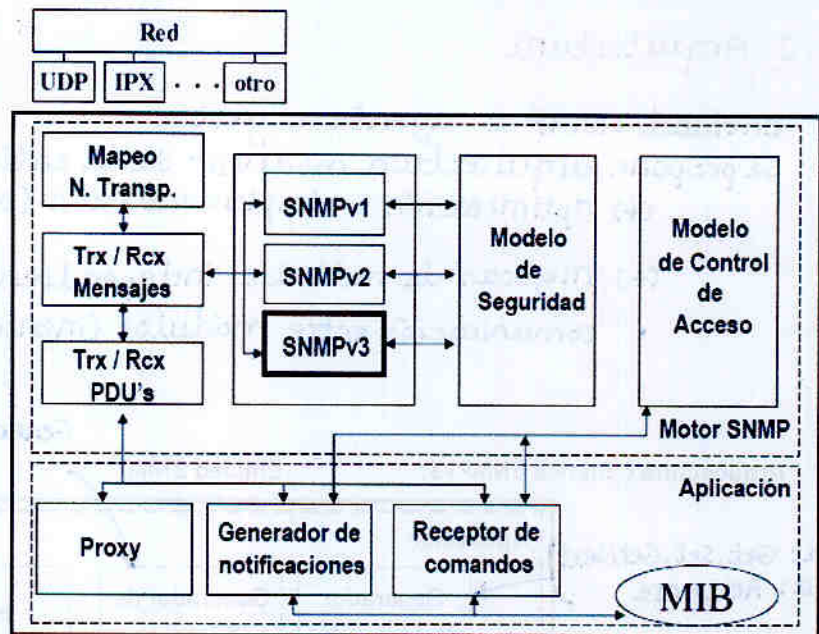 Red
UDP
IPX
. . .
otro
Mapeo
N. Transp.
Trx / Rcx
Mensajes
Trx / Rcx
PDU's
SNMPv1
SNMPv2
SNMPv3
Modelo
de
Seguridad
Modelo
de Control
de
Acceso
Motor SNMP
Aplicación
Proxy
Generador de
notificaciones
Receptor de
comandos
MIB